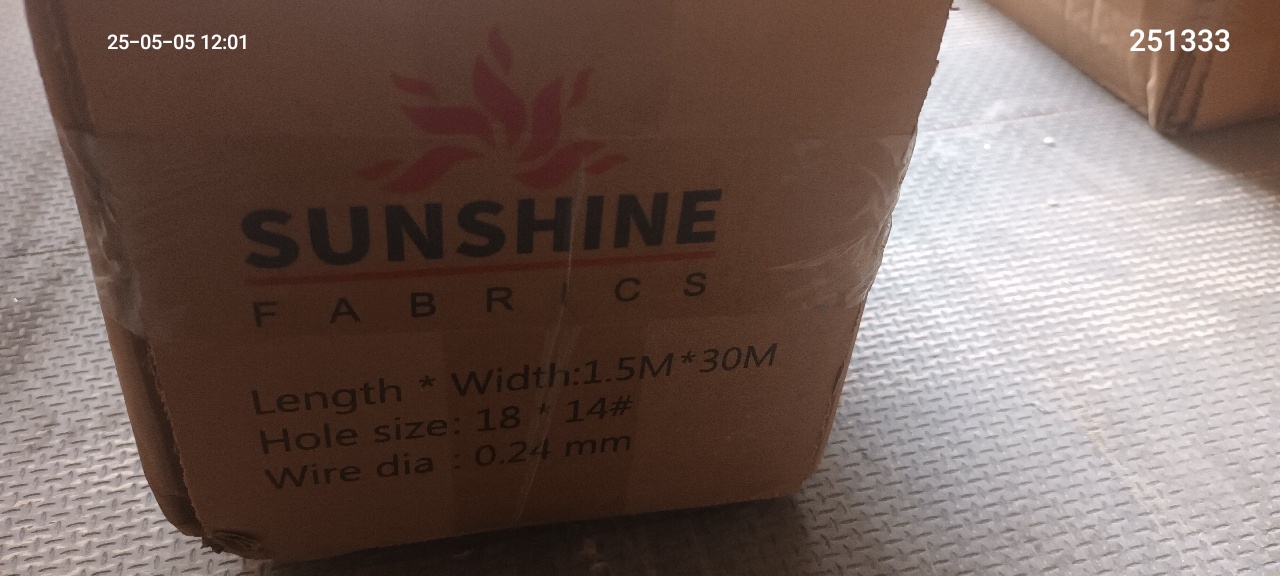 25-05-05 12:01
251333
SUNSHINE
FABRICS
Length * Width:1.5M*30M
Hole size: 18 * 14#
Wire dia : 0.24 mm